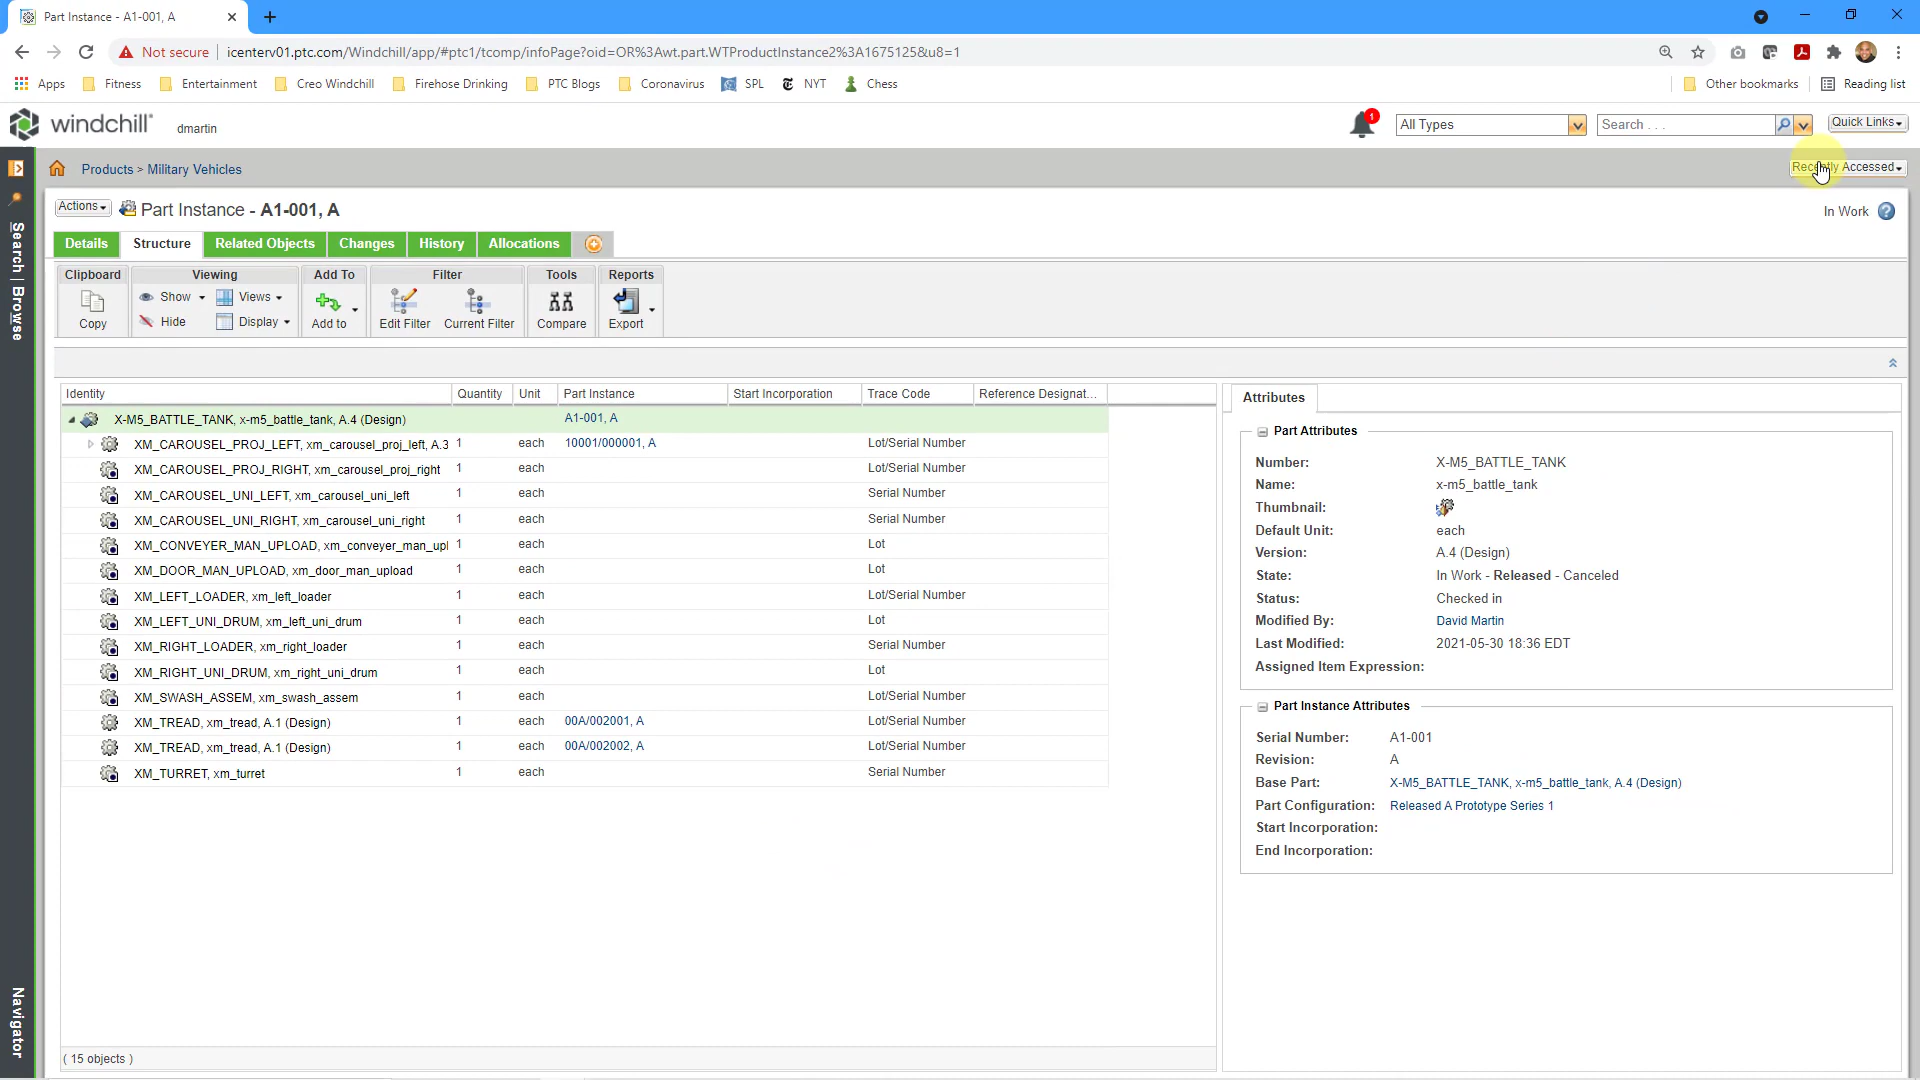 Part Instance - A1-001, A
Not secure
icenterv01.ptc.com/Windchill/app/#ptc1/tcomp/infoPage?oid=OR%3Awt.part.WTProductInstance2%3A1675125&u8=1
Apps Fitness Entertainment Creo Windchill Firehose Drinking PTC Blogs Coronavirus SPL NYT Chess Other bookmarks Reading list
windchill
dmartin
1
All Types
Search . . .
Quick Links
Products > Military Vehicles
Recently Accessed
Actions
Part Instance - A1-001, A
In Work
Details Structure Related Objects Changes History Allocations
Clipboard Viewing Add To Filter Tools Reports
Show Views
Hide Display
Copy Add to Edit Filter Current Filter Compare Export
Search | Browse
Navigator
Identity Quantity Unit Part Instance Start Incorporation Trace Code Reference Designat...
X-M5_BATTLE_TANK, x-m5_battle_tank, A.4 (Design) A1-001, A
XM_CAROUSEL_PROJ_LEFT, xm_carousel_proj_left, A.3 1 each 10001/000001, A Lot/Serial Number
XM_CAROUSEL_PROJ_RIGHT, xm_carousel_proj_right 1 each Lot/Serial Number
XM_CAROUSEL_UNI_LEFT, xm_carousel_uni_left 1 each Serial Number
XM_CAROUSEL_UNI_RIGHT, xm_carousel_uni_right 1 each Serial Number
XM_CONVEYER_MAN_UPLOAD, xm_conveyer_man_upl 1 each Lot
XM_DOOR_MAN_UPLOAD, xm_door_man_upload 1 each Lot
XM_LEFT_LOADER, xm_left_loader 1 each Lot/Serial Number
XM_LEFT_UNI_DRUM, xm_left_uni_drum 1 each Lot
XM_RIGHT_LOADER, xm_right_loader 1 each Serial Number
XM_RIGHT_UNI_DRUM, xm_right_uni_drum 1 each Lot
XM_SWASH_ASSEM, xm_swash_assem 1 each Lot/Serial Number
XM_TREAD, xm_tread, A.1 (Design) 1 each 00A/002001, A Lot/Serial Number
XM_TREAD, xm_tread, A.1 (Design) 1 each 00A/002002, A Lot/Serial Number
XM_TURRET, xm_turret 1 each Serial Number
( 15 objects )
Attributes
Part Attributes
Number: X-M5_BATTLE_TANK
Name: x-m5_battle_tank
Thumbnail:
Default Unit: each
Version: A.4 (Design)
State: In Work - Released - Canceled
Status: Checked in
Modified By: David Martin
Last Modified: 2021-05-30 18:36 EDT
Assigned Item Expression:
Part Instance Attributes
Serial Number: A1-001
Revision: A
Base Part: X-M5_BATTLE_TANK, x-m5_battle_tank, A.4 (Design)
Part Configuration: Released A Prototype Series 1
Start Incorporation:
End Incorporation: